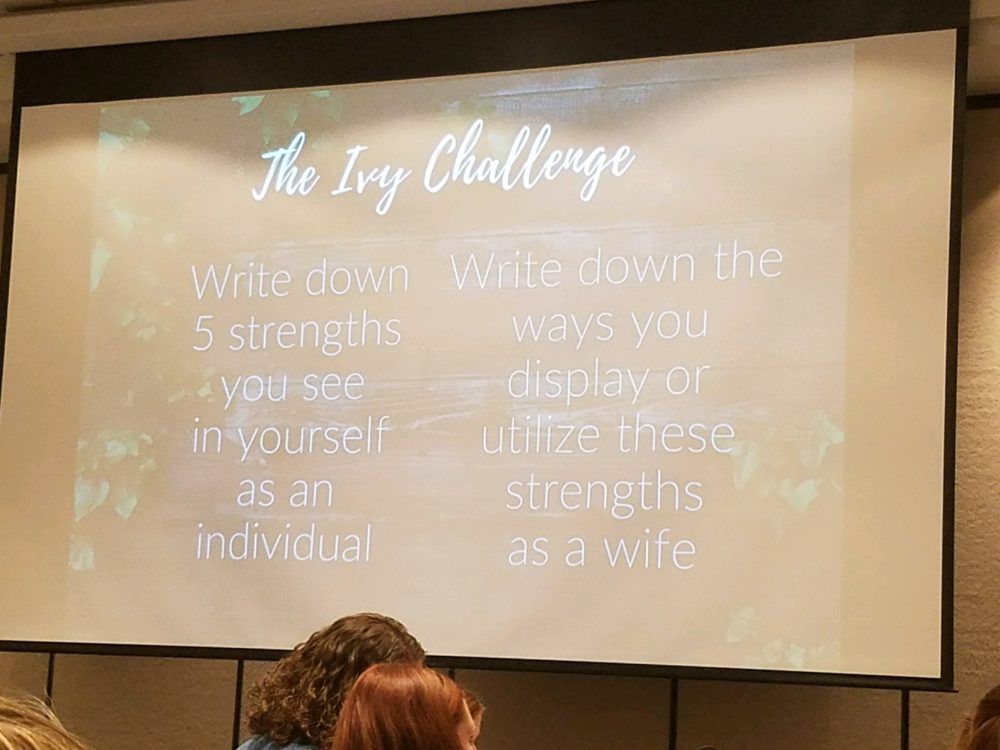 The Ivy Challenge
Write down
5 strengths
you see
in yourself
as an
individual
Write down the
ways you
display or
utilize these
strengths
as a wife